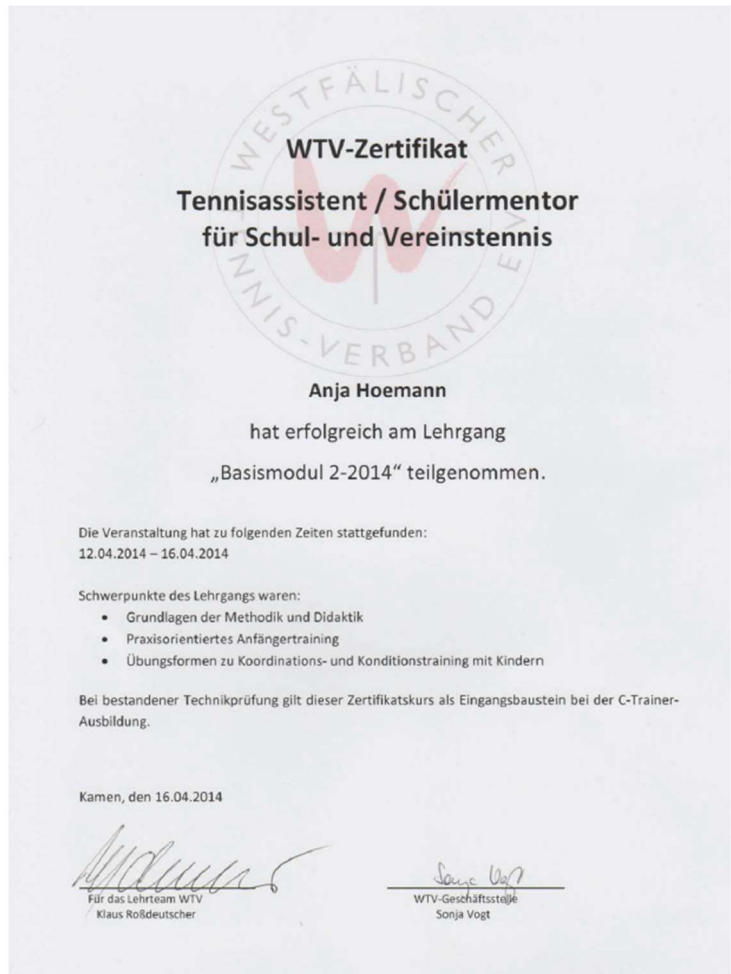 WESTFÄLISCHER
TENNIS-VERBAND E.V.
WTV-Zertifikat
Tennisassistent / Schülermentor
für Schul- und Vereinstennis
Anja Hoemann
hat erfolgreich am Lehrgang
„Basismodul 2-2014“ teilgenommen.
Die Veranstaltung hat zu folgenden Zeiten stattgefunden:
12.04.2014 – 16.04.2014
Schwerpunkte des Lehrgangs waren:
• Grundlagen der Methodik und Didaktik
• Praxisorientiertes Anfängertraining
• Übungsformen zu Koordinations- und Konditionstraining mit Kindern
Bei bestandener Technikprüfung gilt dieser Zertifikatskurs als Eingangsbaustein bei der C-Trainer-
Ausbildung.
Kamen, den 16.04.2014
Sonja Vogt
Für das Lehrteam WTV
WTV-Geschäftsstelle
Klaus Roßdeutscher
Sonja Vogt